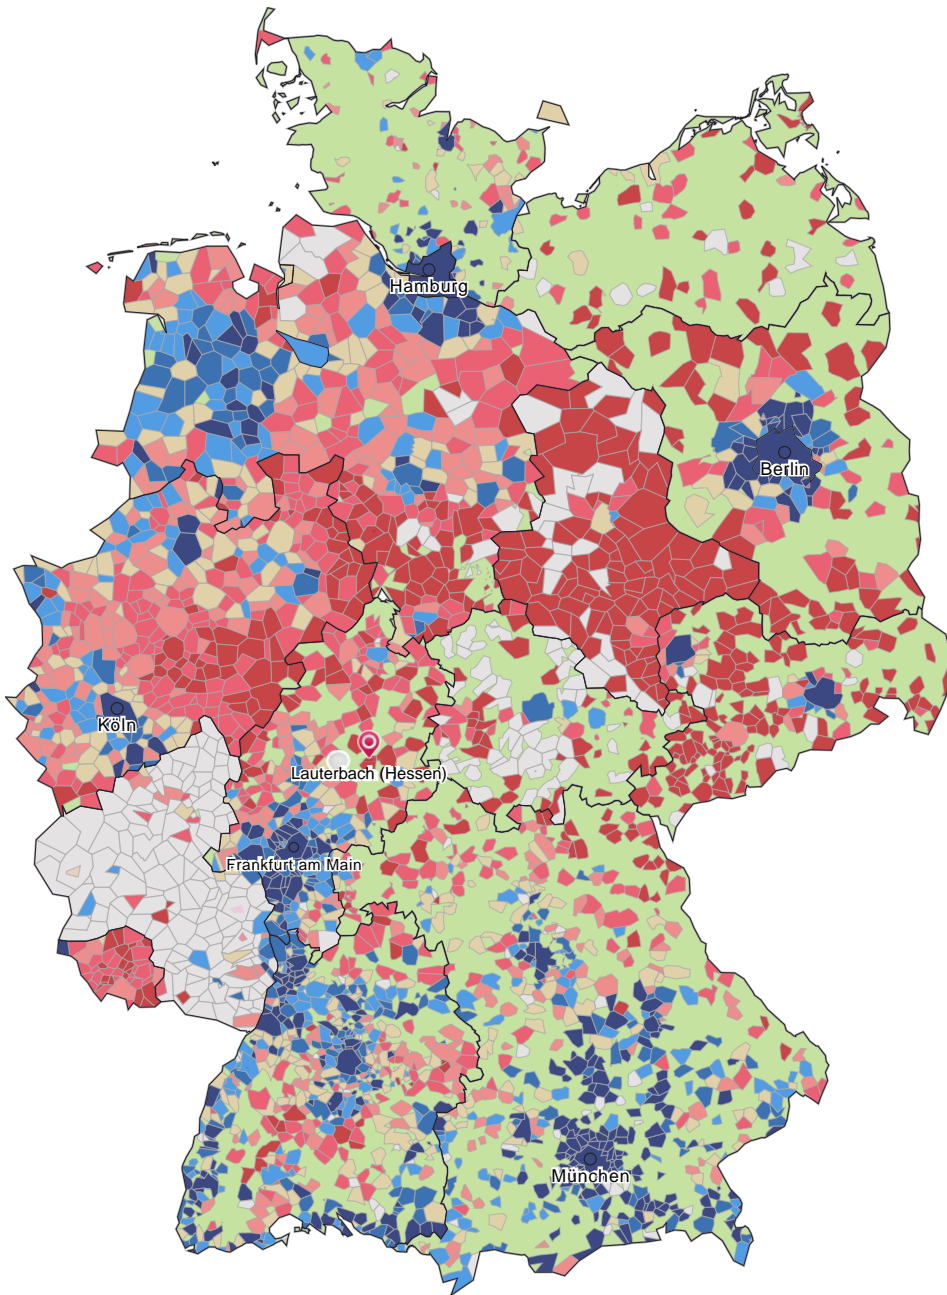 Hamburg
Berlin
Köln
Lauterbach (Hessen)
Frankfurt am Main
München